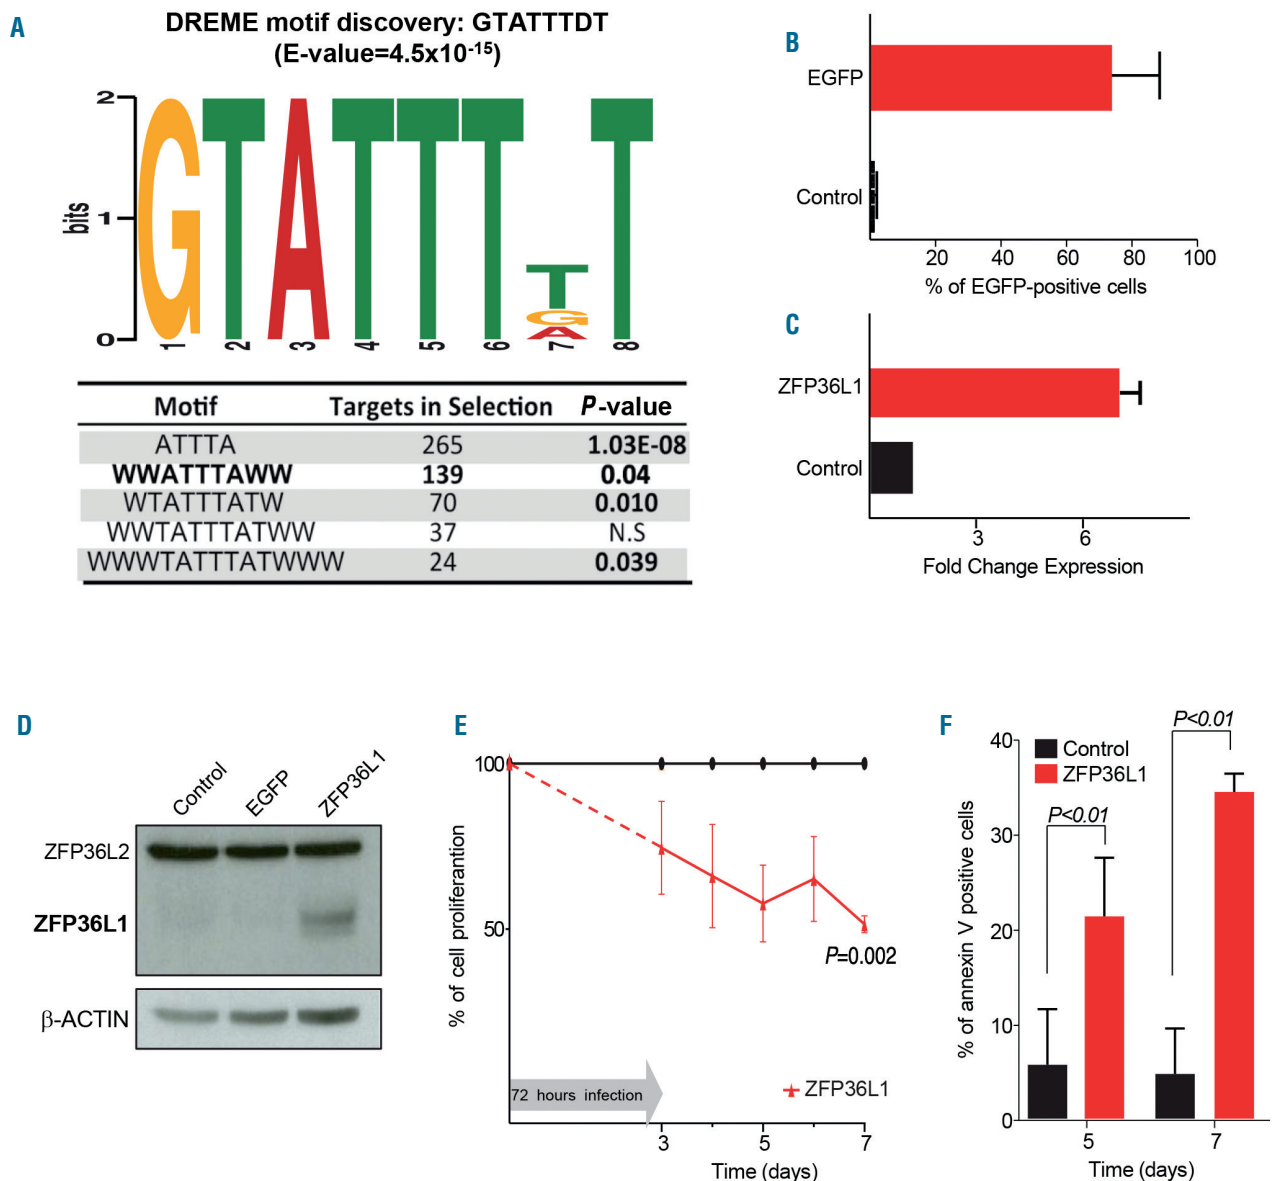 A
DREME motif discovery: GTATTTDT
(E-value=4.5x10-15)
bits
2
1
0
GTATTTTT
G
A
1 2 3 4 5 6 7 8
Motif Targets in Selection P-value
ATTTA 265 1.03E-08
WWATTTAWW 139 0.04
WTATTTATW 70 0.010
WWTATTTATWW 37 N.S
WWWTATTTATWWW 24 0.039
B
EGFP
Control
20 40 60 80 100
% of EGFP-positive cells
C
ZFP36L1
Control
3 6
Fold Change Expression
D
Control EGFP ZFP36L1
ZFP36L2
ZFP36L1
β-ACTIN
E
% of cell proliferantion
100
50
P=0.002
72 hours infection
ZFP36L1
3 5 7
Time (days)
F
% of annexin V positive cells
40
30
20
10
0
Control
ZFP36L1
P<0.01
P<0.01
5 7
Time (days)